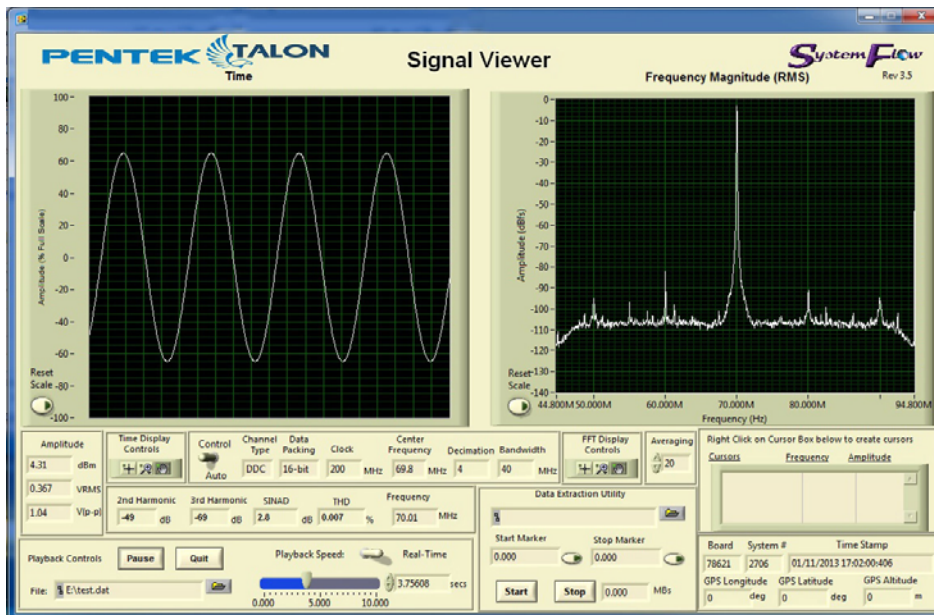 PENTEK TALON
Signal Viewer
SystemFlow
Rev 3.5
Time
Frequency Magnitude (RMS)
Amplitude (% Full Scale)
100
80
60
40
20
0
-20
-40
-60
-80
-100
Reset
Scale
Amplitude (dBfs)
0
-10
-20
-30
-40
-50
-60
-70
-80
-90
-100
-110
-120
-130
-140
Reset
Scale
44.800M 50.000M 60.000M 70.000M 80.000M 94.800M
Frequency (Hz)
Amplitude
4.31 dBm
0.367 VRMS
1.04 V(p-p)
Time Display
Controls
Control
Auto
Channel Type
DDC
Data Packing
16-bit
Clock
200 MHz
Center Frequency
69.8 MHz
Decimation
4
Bandwidth
40 MHz
FFT Display
Controls
Averaging
20
Right Click on Cursor Box below to create cursors
Cursors Frequency Amplitude
2nd Harmonic
-49 dB
3rd Harmonic
-69 dB
SINAD
2.8 dB
THD
0.007 %
Frequency
70.01 MHz
Data Extraction Utility
Start Marker
0.000
Stop Marker
0.000
Start Stop 0.000 MBs
Playback Controls Pause Quit
File: E:\test.dat
Playback Speed: Real-Time
0.000 5.000 10.000
3.75608 secs
Board System # Time Stamp
78621 2706 01/11/2013 17:02:00:406
GPS Longitude GPS Latitude GPS Altitude
0 deg 0 deg 0 m